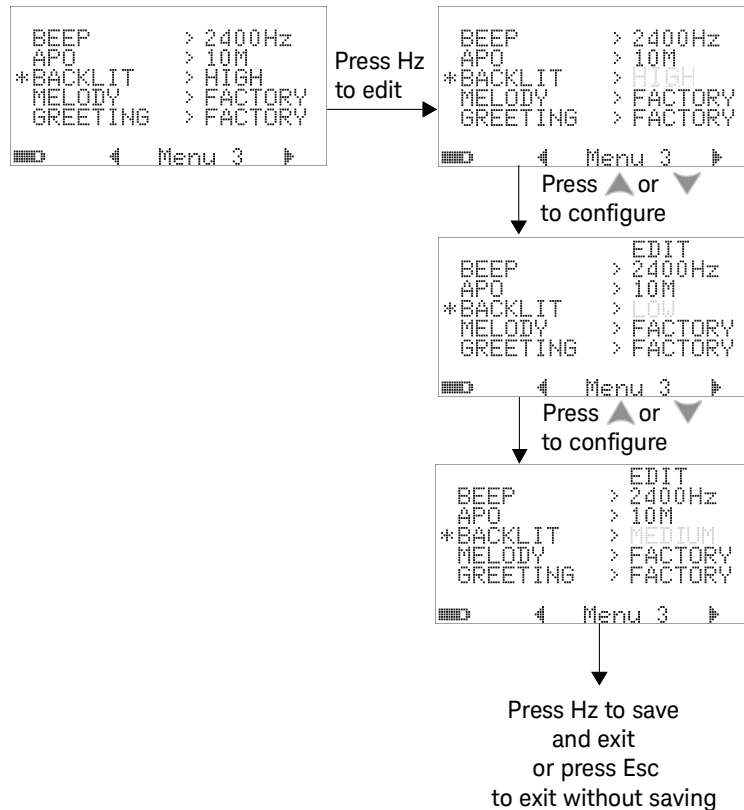 BEEP > 2400Hz
APO > 10M
*BACKLIT > HIGH
MELODY > FACTORY
GREETING > FACTORY
Menu 3
Press Hz
to edit
BEEP > 2400Hz
APO > 10M
*BACKLIT > HIGH
MELODY > FACTORY
GREETING > FACTORY
Menu 3
Press or
to configure
EDIT
BEEP > 2400Hz
APO > 10M
*BACKLIT > LOW
MELODY > FACTORY
GREETING > FACTORY
Menu 3
Press or
to configure
EDIT
BEEP > 2400Hz
APO > 10M
*BACKLIT > MEDIUM
MELODY > FACTORY
GREETING > FACTORY
Menu 3
Press Hz to save
and exit
or press Esc
to exit without saving